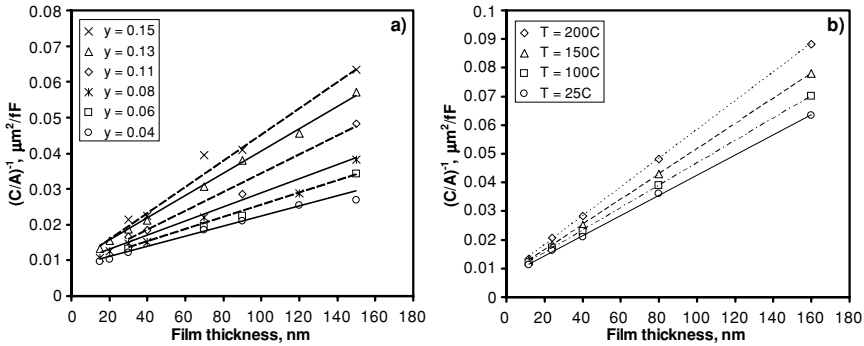 a)
(C/A)⁻¹, μm²/fF
0.08
0.07
0.06
0.05
0.04
0.03
0.02
0.01
0
y = 0.15
y = 0.13
y = 0.11
y = 0.08
y = 0.06
y = 0.04
0 20 40 60 80 100 120 140 160
Film thickness, nm
b)
(C/A)⁻¹, μm²/fF
0.1
0.09
0.08
0.07
0.06
0.05
0.04
0.03
0.02
0.01
0
T = 200C
T = 150C
T = 100C
T = 25C
0 20 40 60 80 100 120 140 160 180
Film thickness, nm